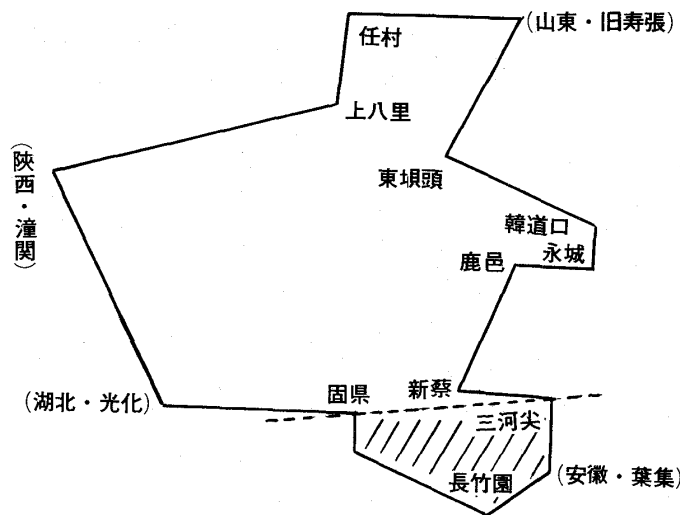 (山東・旧寿張)
任村
上八里
(陝西・潼関)
東垻頭
韓道口
永城
鹿邑
(湖北・光化)
固県
新蔡
三河尖
長竹園
(安徽・葉集)